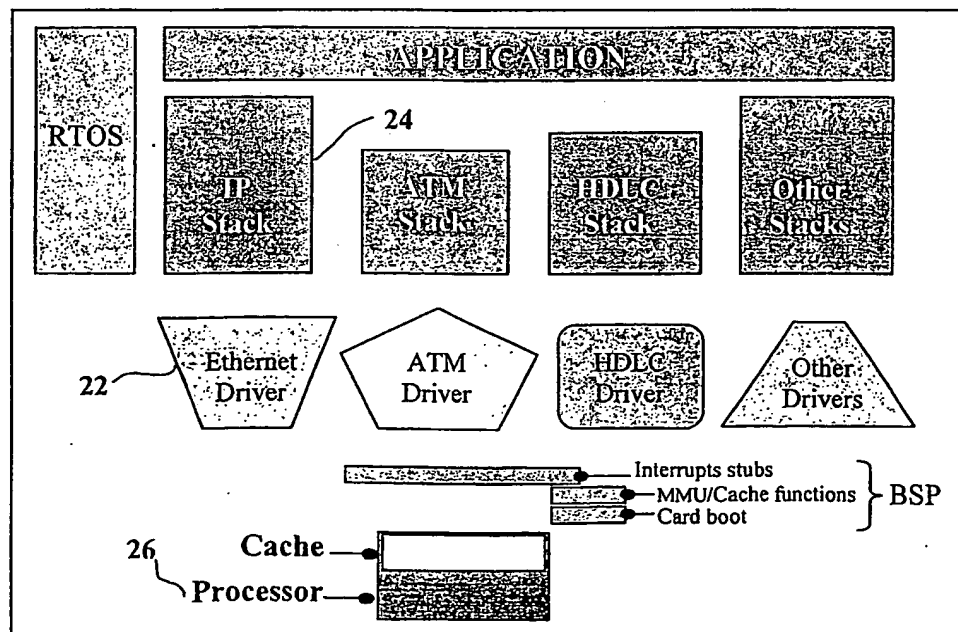 APPLICATION
RTOS
24
IP
Stack
ATM
Stack
HDLC
Stack
Other
Stacks
22
Ethernet
Driver
ATM
Driver
HDLC
Driver
Other
Drivers
Interrupts stubs
MMU/Cache functions
Card boot
BSP
Cache
26
Processor